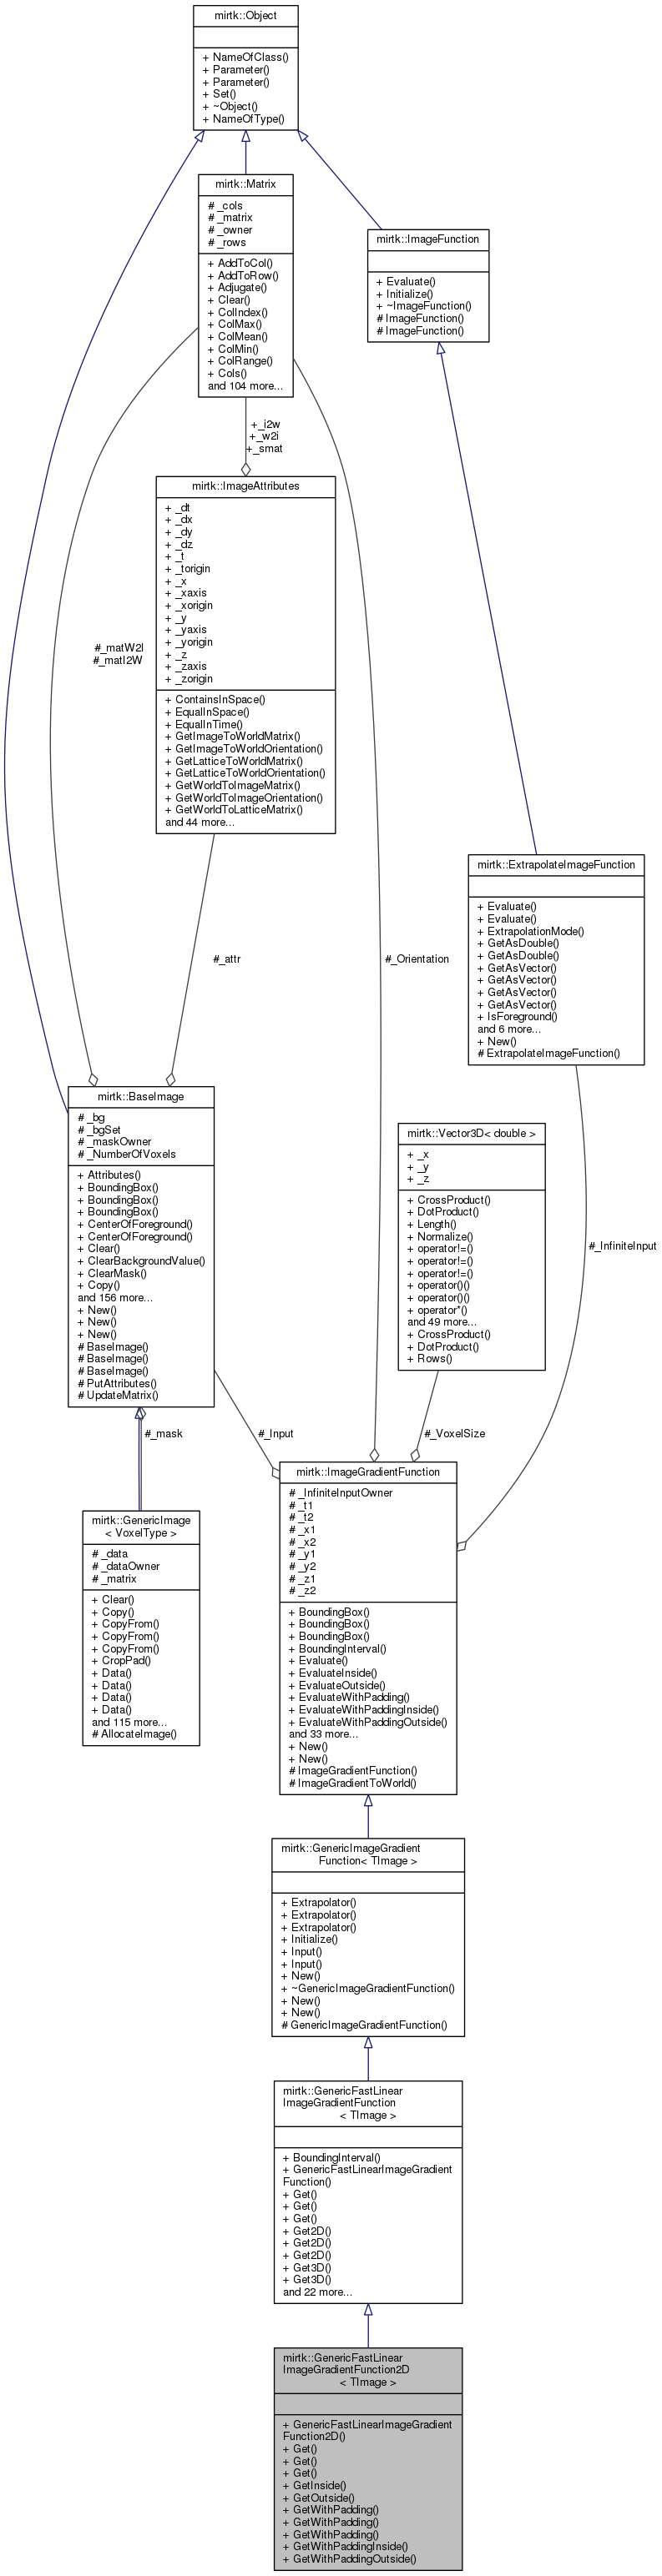 mirtk::Object
+ NameOfClass()
+ Parameter()
+ Parameter()
+ Set()
+ ~Object()
+ NameOfType()
mirtk::Matrix
# _cols
# _matrix
# _owner
# _rows
+ AddToCol()
+ AddToRow()
+ Adjugate()
+ Clear()
+ ColIndex()
+ ColMax()
+ ColMean()
+ ColMin()
+ ColRange()
+ Cols()
and 104 more...
mirtk::ImageFunction
+ Evaluate()
+ Initialize()
+ ~ImageFunction()
# ImageFunction()
# ImageFunction()
+_i2w
+_w2i
+_smat
mirtk::ImageAttributes
+ _dt
+ _dx
+ _dy
+ _dz
+ _t
+ _torigin
+ _x
+ _xaxis
+ _xorigin
+ _y
+ _yaxis
+ _yorigin
+ _z
+ _zaxis
+ _zorigin
+ ContainsInSpace()
+ EqualInSpace()
+ EqualInTime()
+ GetImageToWorldMatrix()
+ GetImageToWorldOrientation()
+ GetLatticeToWorldMatrix()
+ GetLatticeToWorldOrientation()
+ GetWorldToImageMatrix()
+ GetWorldToImageOrientation()
+ GetWorldToLatticeMatrix()
and 44 more...
#_matW2I
#_matI2W
mirtk::ExtrapolateImageFunction
+ Evaluate()
+ Evaluate()
+ ExtrapolationMode()
+ GetAsDouble()
+ GetAsDouble()
+ GetAsVector()
+ GetAsVector()
+ GetAsVector()
+ GetAsVector()
+ IsForeground()
and 6 more...
+ New()
# ExtrapolateImageFunction()
#_attr
#_Orientation
mirtk::BaseImage
# _bg
# _bgSet
# _maskOwner
# _NumberOfVoxels
+ Attributes()
+ BoundingBox()
+ BoundingBox()
+ BoundingBox()
+ CenterOfForeground()
+ CenterOfForeground()
+ Clear()
+ ClearBackgroundValue()
+ ClearMask()
+ Copy()
and 156 more...
+ New()
+ New()
+ New()
# BaseImage()
# BaseImage()
# BaseImage()
# PutAttributes()
# UpdateMatrix()
mirtk::Vector3D< double >
+ _x
+ _y
+ _z
+ CrossProduct()
+ DotProduct()
+ Length()
+ Normalize()
+ operator!=()
+ operator!=()
+ operator!=()
+ operator()()
+ operator()()
+ operator*()
and 49 more...
+ CrossProduct()
+ DotProduct()
+ Rows()
#_InfiniteInput
#_mask
#_Input
#_VoxelSize
mirtk::GenericImage
< VoxelType >
# _data
# _dataOwner
# _matrix
+ Clear()
+ Copy()
+ CopyFrom()
+ CopyFrom()
+ CopyFrom()
+ CropPad()
+ Data()
+ Data()
+ Data()
+ Data()
and 115 more...
# AllocateImage()
mirtk::ImageGradientFunction
# _InfiniteInputOwner
# _t1
# _t2
# _x1
# _x2
# _y1
# _y2
# _z1
# _z2
+ BoundingBox()
+ BoundingBox()
+ BoundingBox()
+ BoundingInterval()
+ Evaluate()
+ EvaluateInside()
+ EvaluateOutside()
+ EvaluateWithPadding()
+ EvaluateWithPaddingInside()
+ EvaluateWithPaddingOutside()
and 33 more...
+ New()
+ New()
# ImageGradientFunction()
# ImageGradientToWorld()
mirtk::GenericImageGradient
Function< TImage >
+ Extrapolator()
+ Extrapolator()
+ Extrapolator()
+ Initialize()
+ Input()
+ Input()
+ New()
+ ~GenericImageGradientFunction()
+ New()
+ New()
# GenericImageGradientFunction()
mirtk::GenericFastLinear
ImageGradientFunction
< TImage >
+ BoundingInterval()
+ GenericFastLinearImageGradient
Function()
+ Get()
+ Get()
+ Get()
+ Get2D()
+ Get2D()
+ Get2D()
+ Get3D()
+ Get3D()
and 22 more...
mirtk::GenericFastLinear
ImageGradientFunction2D
< TImage >
+ GenericFastLinearImageGradient
Function2D()
+ Get()
+ Get()
+ Get()
+ GetInside()
+ GetOutside()
+ GetWithPadding()
+ GetWithPadding()
+ GetWithPadding()
+ GetWithPaddingInside()
+ GetWithPaddingOutside()